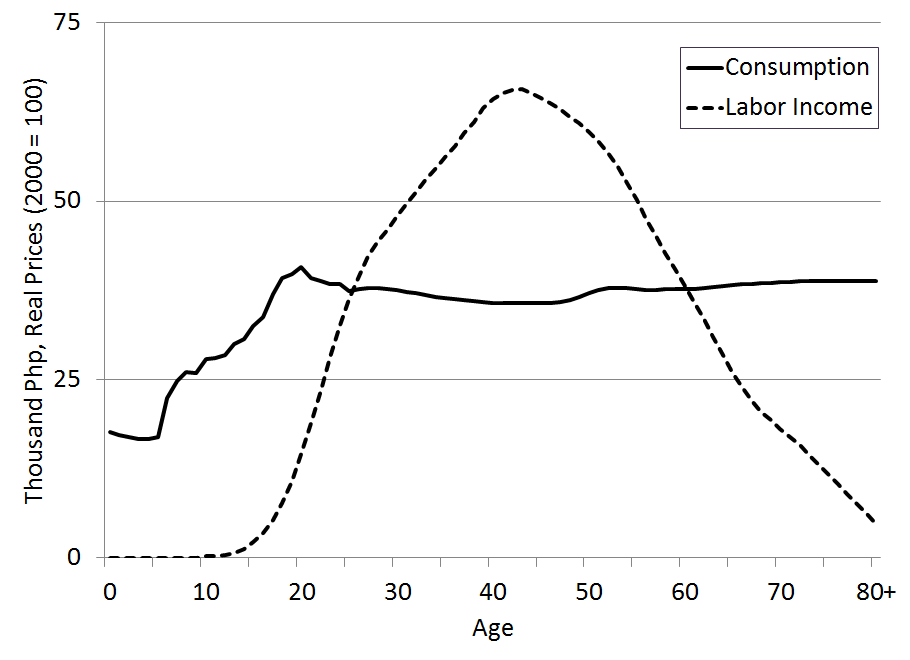 75
50
25
0
Thousand Php, Real Prices (2000 = 100)
Consumption
Labor Income
0 10 20 30 40 50 60 70 80+
Age